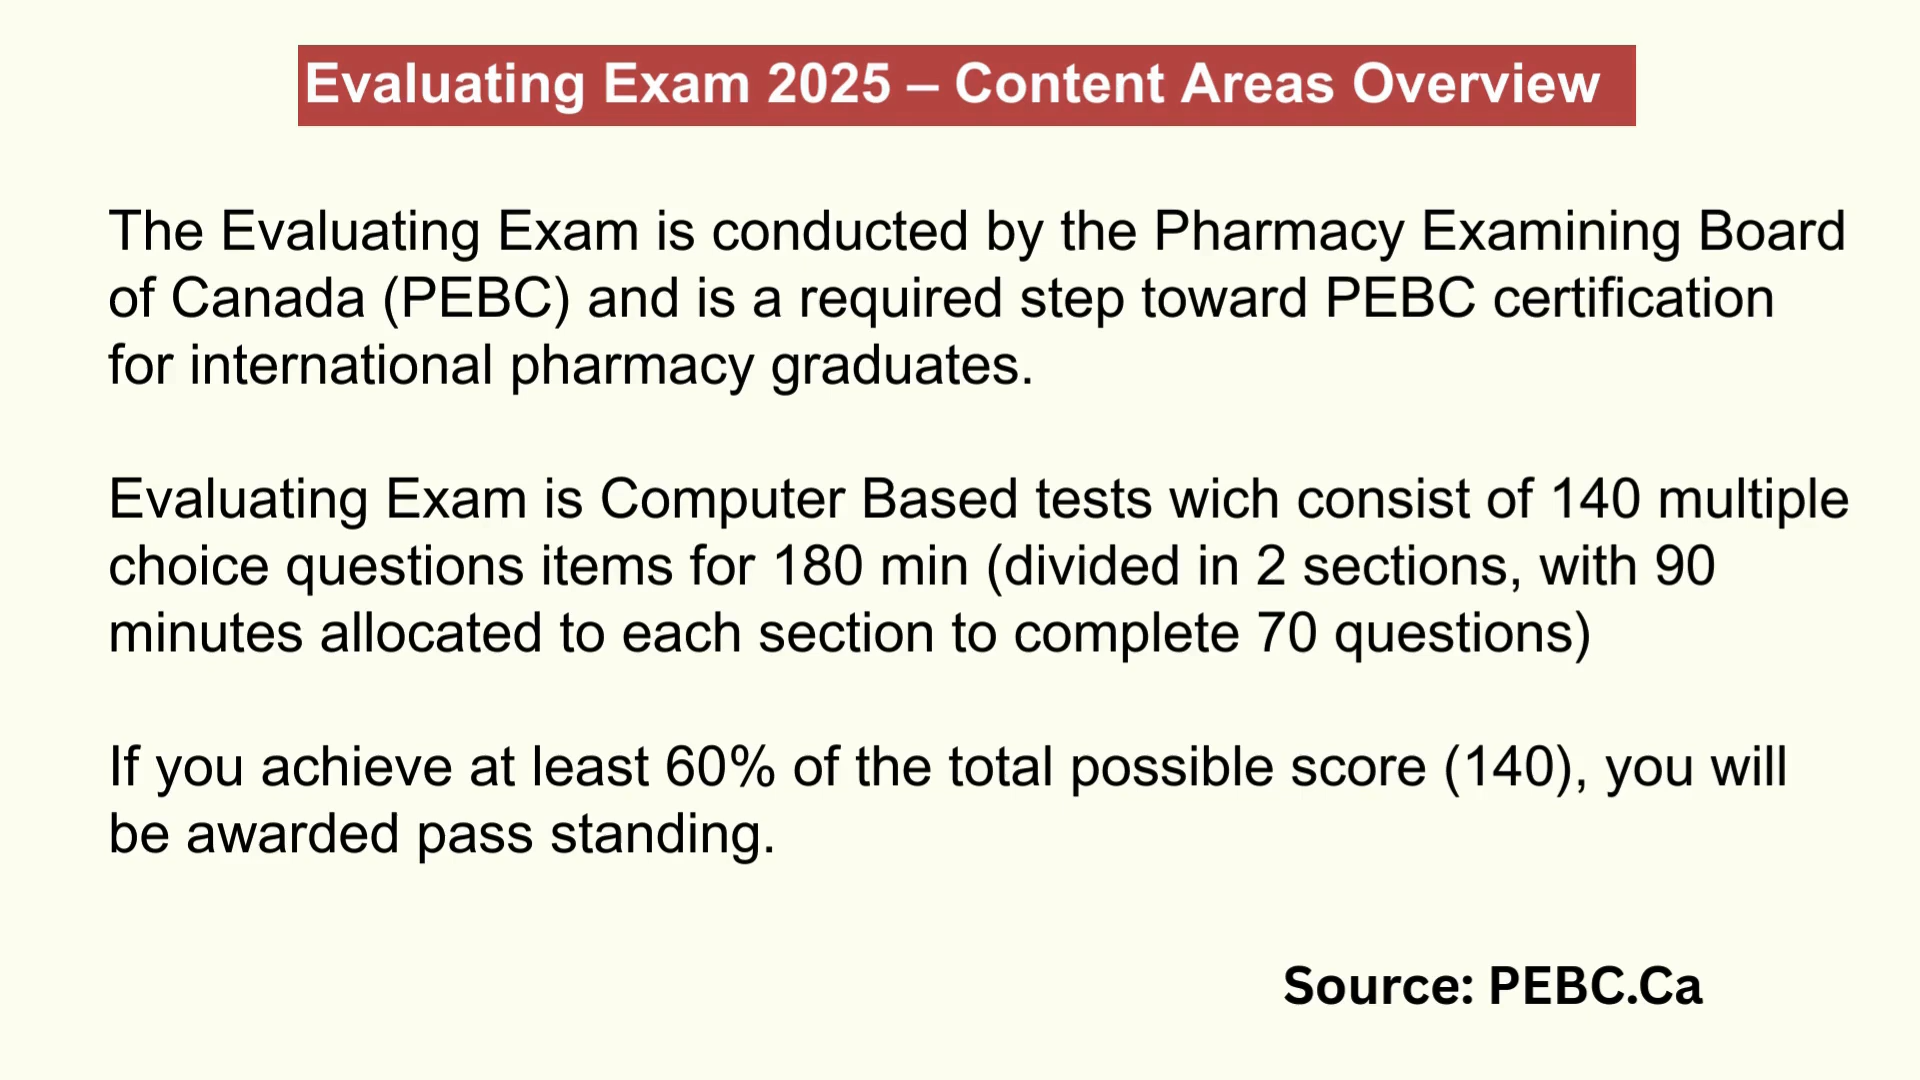 Evaluating Exam 2025 – Content Areas Overview
The Evaluating Exam is conducted by the Pharmacy Examining Board
of Canada (PEBC) and is a required step toward PEBC certification
for international pharmacy graduates.
Evaluating Exam is Computer Based tests wich consist of 140 multiple
choice questions items for 180 min (divided in 2 sections, with 90
minutes allocated to each section to complete 70 questions)
If you achieve at least 60% of the total possible score (140), you will
be awarded pass standing.
Source: PEBC.Ca